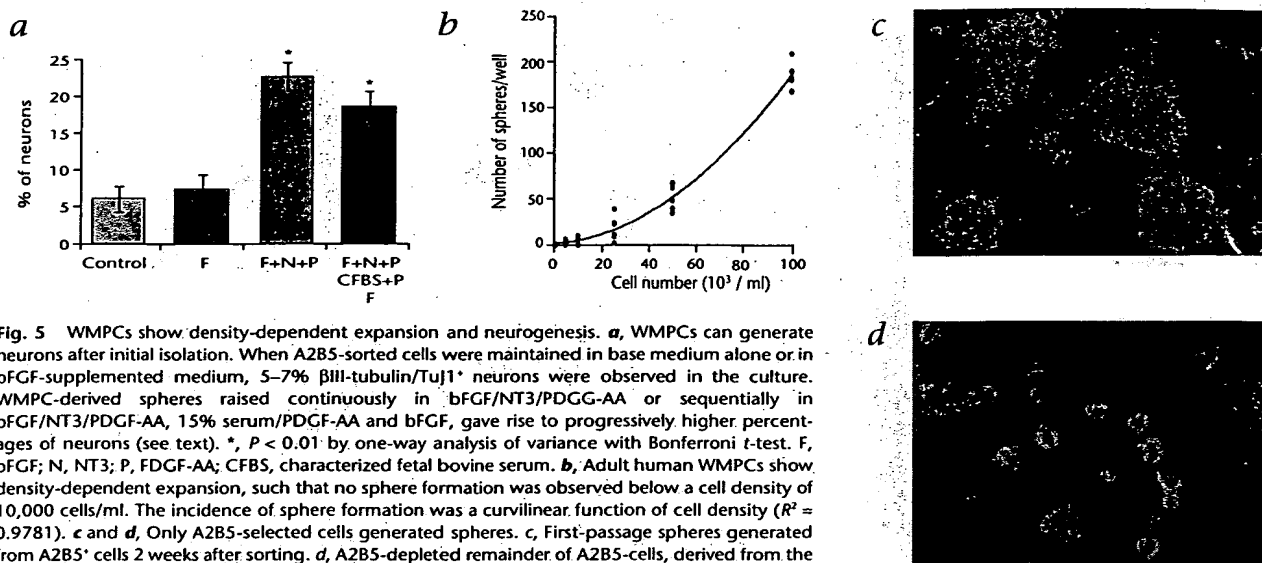 a
25
20
15
10
5
0
% of neurons
*
*
Control
F
F+N+P
F+N+P
CFBS+P
F
b
250
200
150
100
50
0
Number of spheres/well
0 20 40 60 80 100
Cell number (10³ / ml)
c
d
Fig. 5 WMPCs show density-dependent expansion and neurogenesis. a, WMPCs can generate
neurons after initial isolation. When A2B5-sorted cells were maintained in base medium alone or in
bFGF-supplemented medium, 5–7% βIII-tubulin/TuJ1⁺ neurons were observed in the culture.
WMPC-derived spheres raised continuously in bFGF/NT3/PDGG-AA or sequentially in
bFGF/NT3/PDGF-AA, 15% serum/PDGF-AA and bFGF, gave rise to progressively higher percent-
ages of neurons (see text). *, P < 0.01 by one-way analysis of variance with Bonferroni t-test. F,
bFGF; N, NT3; P, FDGF-AA; CFBS, characterized fetal bovine serum. b, Adult human WMPCs show
density-dependent expansion, such that no sphere formation was observed below a cell density of
10,000 cells/ml. The incidence of sphere formation was a curvilinear function of cell density (R² =
0.9781). c and d, Only A2B5-selected cells generated spheres. c, First-passage spheres generated
from A2B5⁺ cells 2 weeks after sorting. d, A2B5-depleted remainder of A2B5-cells, derived from the